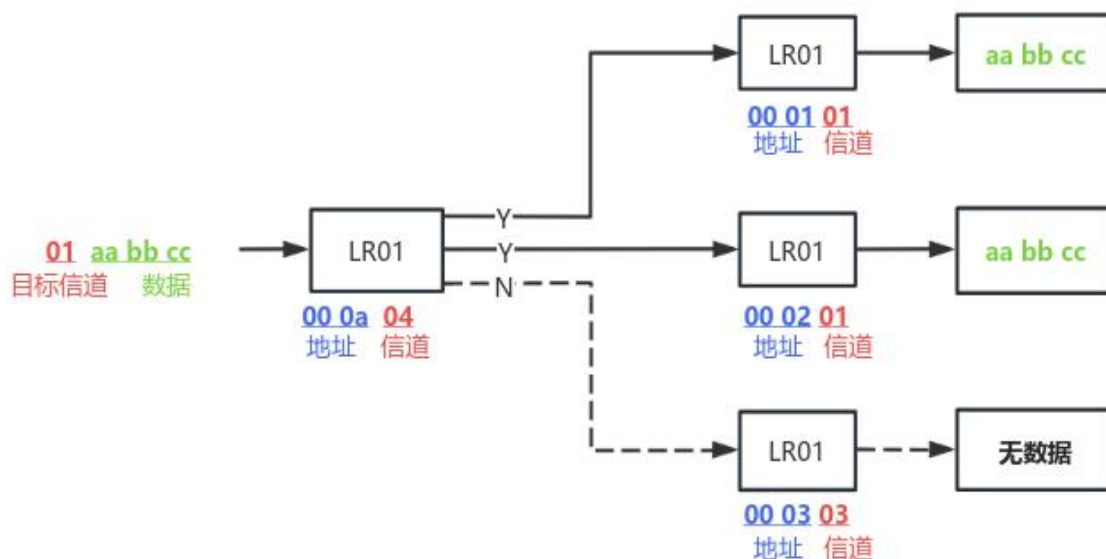 LR01
aa bb cc
00 01 01
地址 信道
Y
01 aa bb cc
目标信道 数据
LR01
Y
LR01
aa bb cc
N
00 0a 04
地址 信道
00 02 01
地址 信道
LR01
无数据
00 03 03
地址 信道